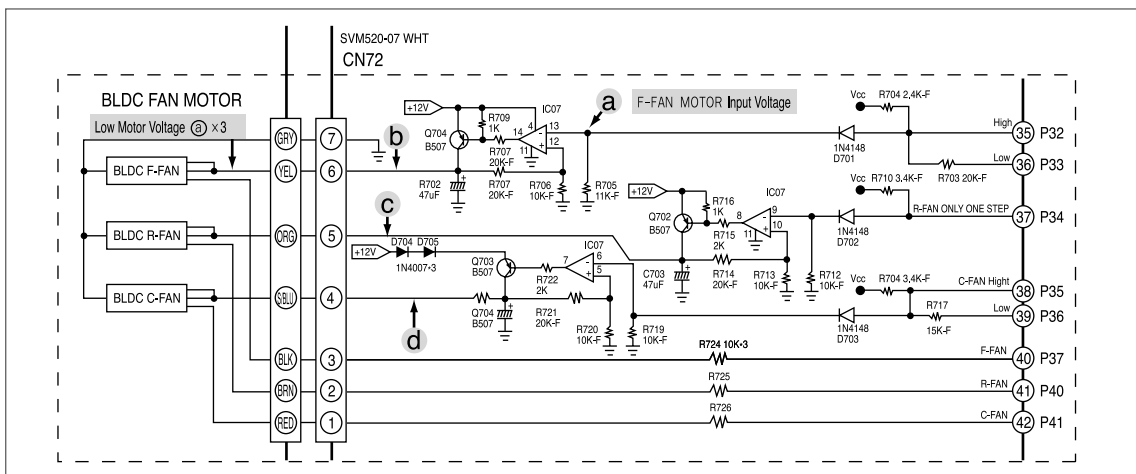 SVM520-07 WHT
CN72
BLDC FAN MOTOR
Low Motor Voltage ⓐ ×3
a
F-FAN MOTOR Input Voltage
+12V
R709
1K
IC07
4
14
13
12
11
Q704
B507
R707
20K-F
R707
20K-F
R702
47uF
R706
10K-F
R705
11K-F
b
Vcc
R704 2,4K-F
1N4148
D701
High
35 P32
Low
36 P33
R703 20K-F
GRY 7
YEL 6
BLDC F-FAN
+12V
R716
1K
IC07
8
9
10
11
Q702
B507
R715
2K
R714
20K-F
C703
47uF
R713
10K-F
R712
10K-F
Vcc
R710 3.4K-F
1N4148
D702
R-FAN ONLY ONE STEP
37 P34
c
BLDC R-FAN
ORG 5
+12V
D704
D705
1N4007*3
Q703
B507
R722
2K
IC07
7
6
5
BLDC C-FAN
S/BLU 4
d
Q704
B507
R721
20K-F
R720
10K-F
R719
10K-F
Vcc
R704 3,4K-F
1N4148
D703
R717
15K-F
C-FAN Hight
38 P35
Low
39 P36
BLK 3
R724 10K*3
F-FAN
40 P37
BRN 2
R725
R-FAN
41 P40
RED 1
R726
C-FAN
42 P41